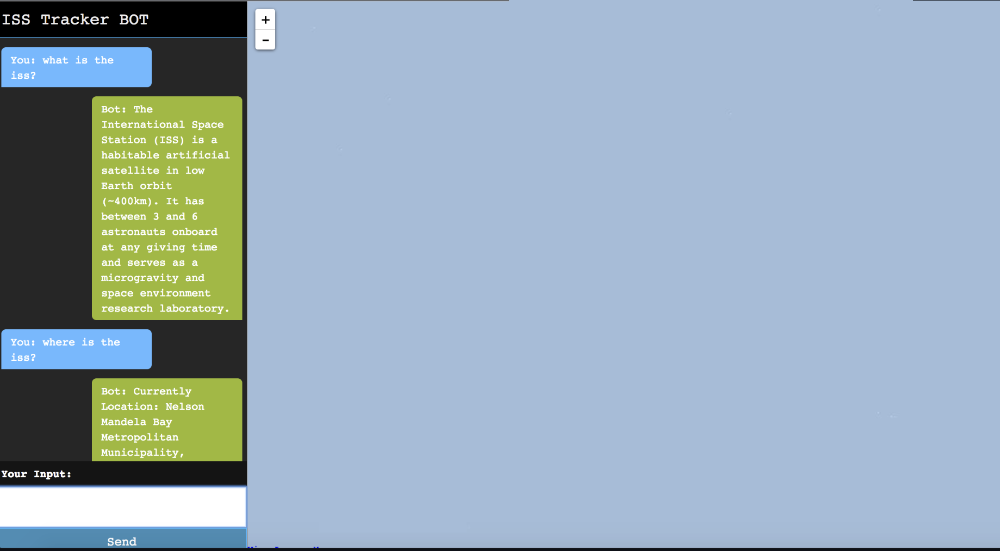 ISS Tracker BOT
You: what is the
iss?
Bot: The
International Space
Station (ISS) is a
habitable artificial
satellite in low
Earth orbit
(~400km). It has
between 3 and 6
astronauts onboard
at any giving time
and serves as a
microgravity and
space environment
research laboratory.
You: where is the
iss?
Bot: Currently
Location: Nelson
Mandela Bay
Metropolitan
Municipality,
Your Input:
Send
+
-